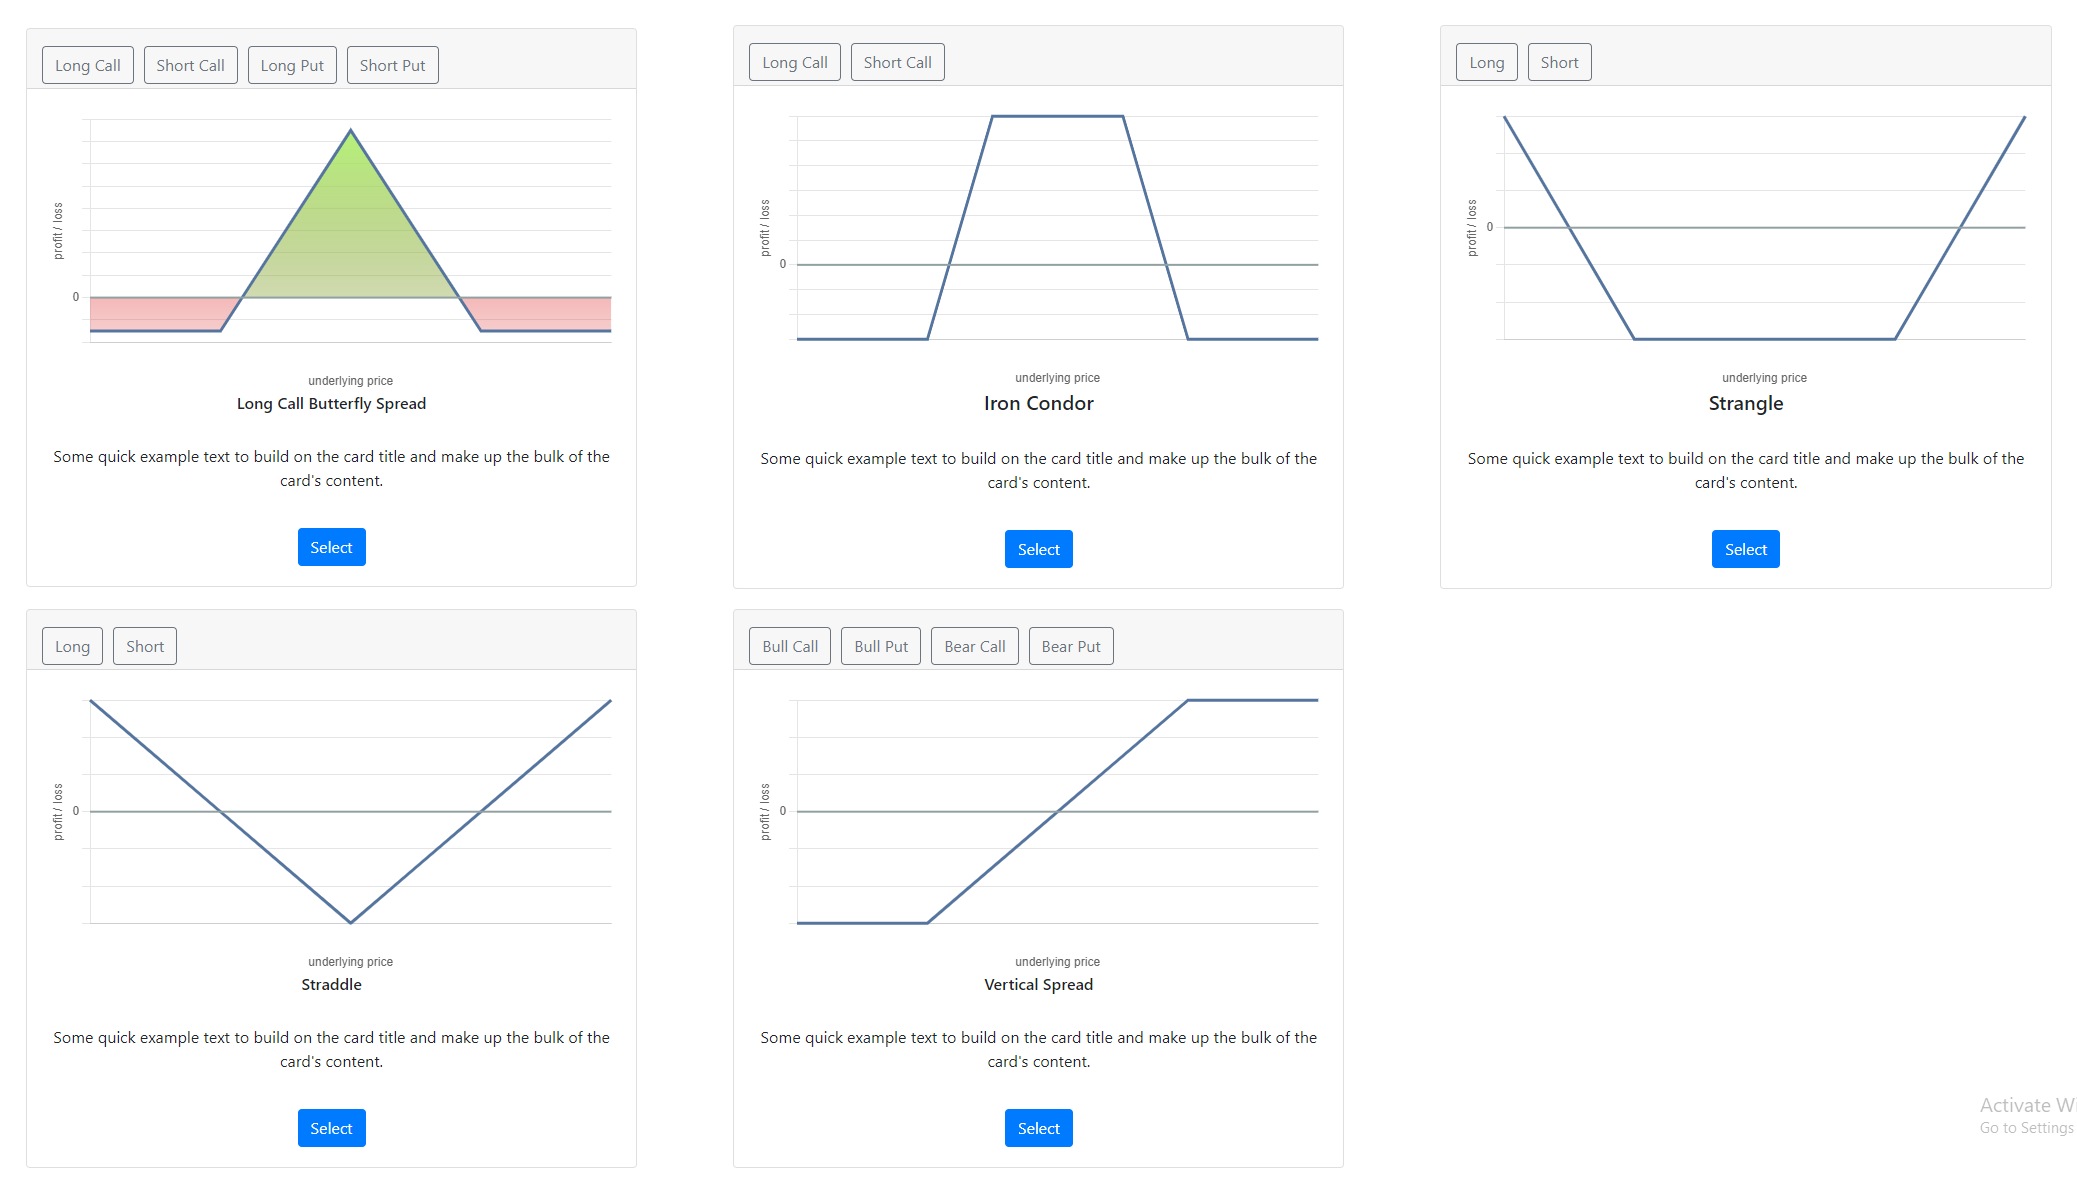 Long Call
Short Call
Long Put
Short Put
profit / loss
0
underlying price
Long Call Butterfly Spread
Some quick example text to build on the card title and make up the bulk of the
card's content.
Select
Long Call
Short Call
profit / loss
0
underlying price
Iron Condor
Some quick example text to build on the card title and make up the bulk of the
card's content.
Select
Long
Short
profit / loss
0
underlying price
Strangle
Some quick example text to build on the card title and make up the bulk of the
card's content.
Select
Long
Short
profit / loss
0
underlying price
Straddle
Some quick example text to build on the card title and make up the bulk of the
card's content.
Select
Bull Call
Bull Put
Bear Call
Bear Put
profit / loss
0
underlying price
Vertical Spread
Some quick example text to build on the card title and make up the bulk of the
card's content.
Select
Activate Wi
Go to Settings